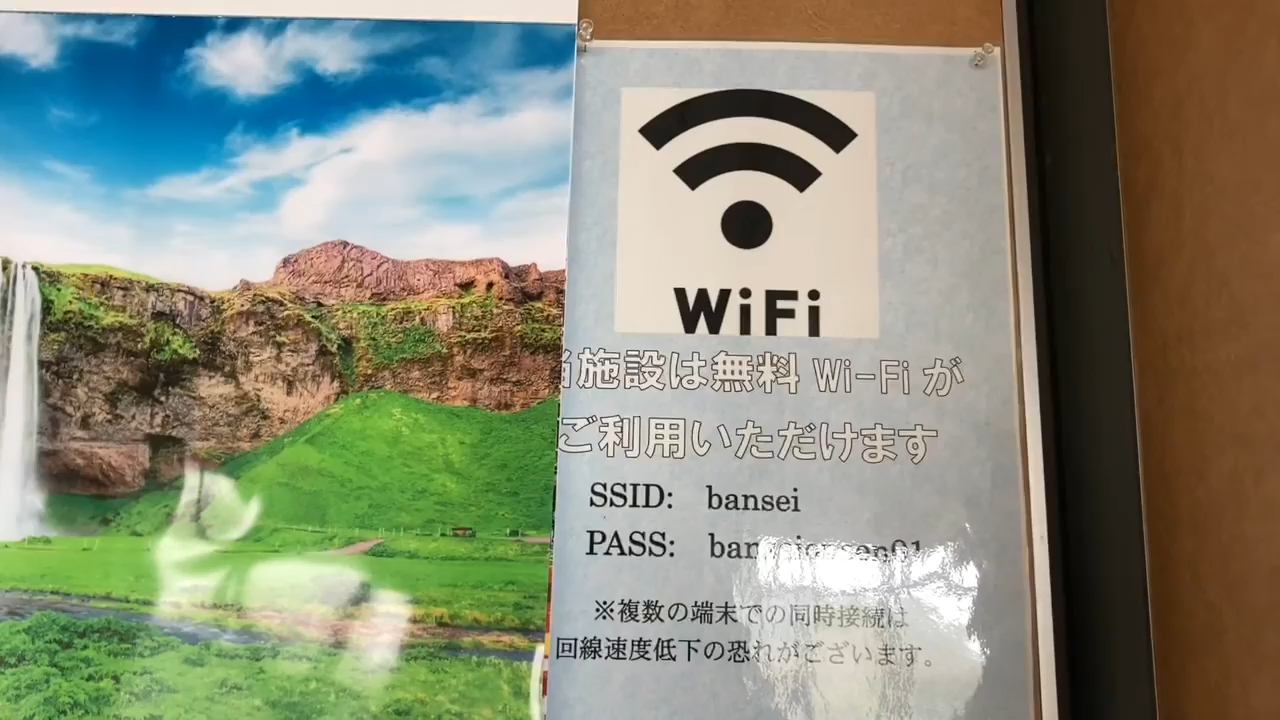 WiFi
当施設は無料 Wi-Fi が
ご利用いただけます
SSID: bansei
PASS:
※複数の端末での同時接続は
回線速度低下の恐れがございます。